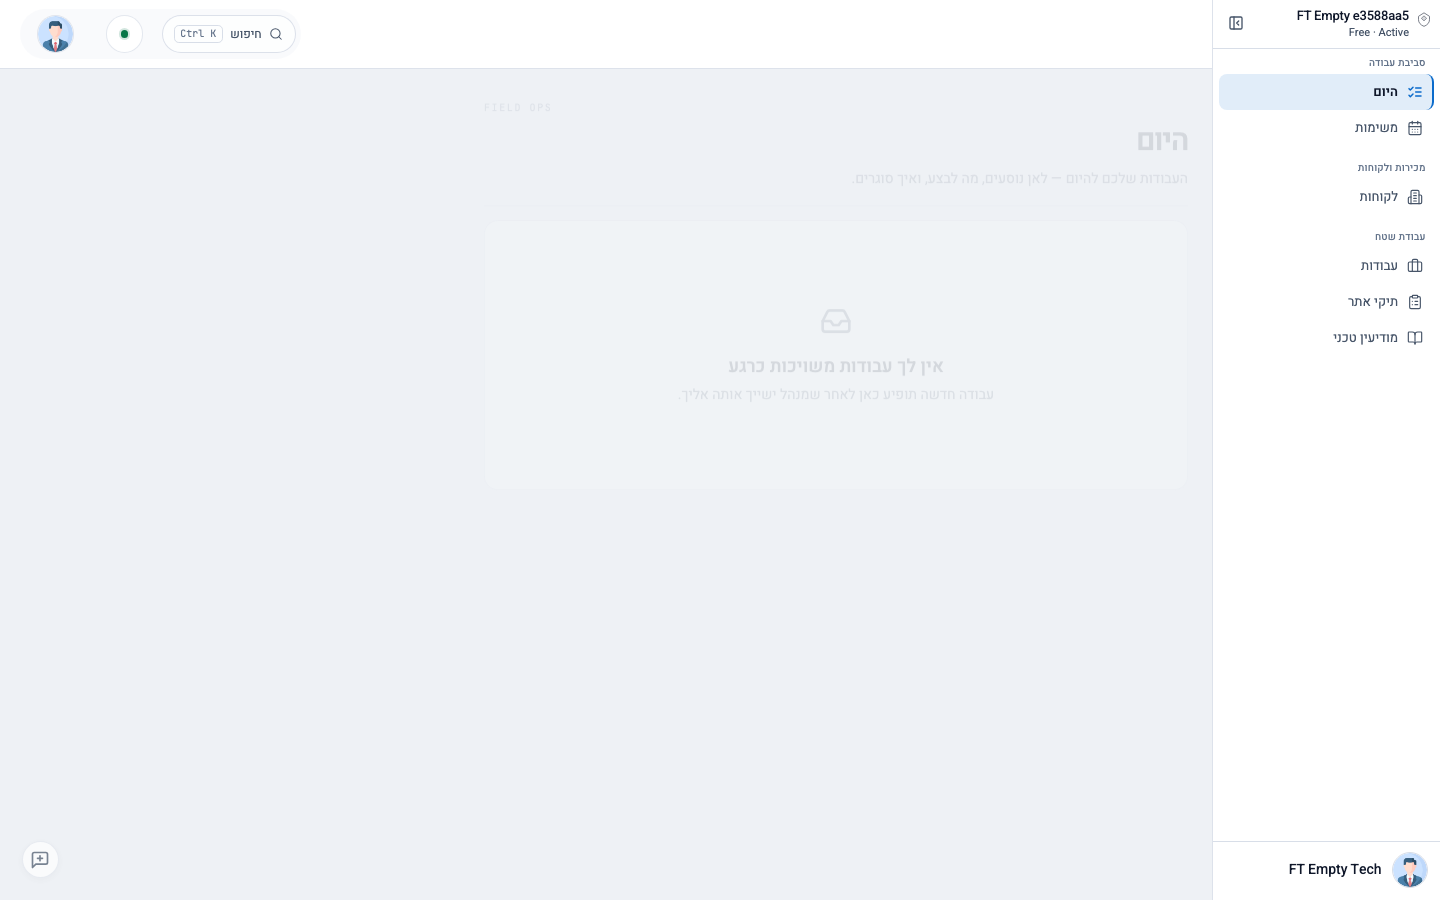 FT Empty e3588aa5
Free · Active
סביבת עבודה
היום
משימות
מכירות ולקוחות
לקוחות
עבודת שטח
עבודות
תיקי אתר
מודיעין טכני
FT Empty Tech
חיפוש Ctrl K
FIELD OPS
היום
העבודות שלכם להיום — לאן נוסעים, מה לבצע, ואיך סוגרים.
אין לך עבודות משויכות כרגע
עבודה חדשה תופיע כאן לאחר שמנהל ישייך אותה אליך.